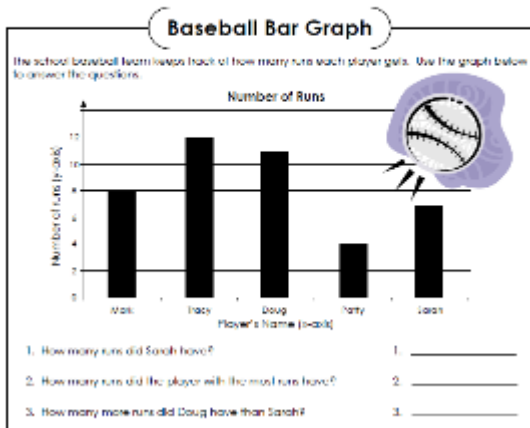 Baseball Bar Graph
The school baseball team keeps track of how many runs each player gets. Use the graph below
to answer the questions.
Number of Runs
Number of runs (y-axis)
12
10
8
6
4
2
0
Mark Tracy Doug Patty Sarah
Player's Name (x-axis)
1. How many runs did Sarah have? 1.
2. How many runs did the player with the most runs have? 2.
3. How many more runs did Doug have than Sarah? 3.